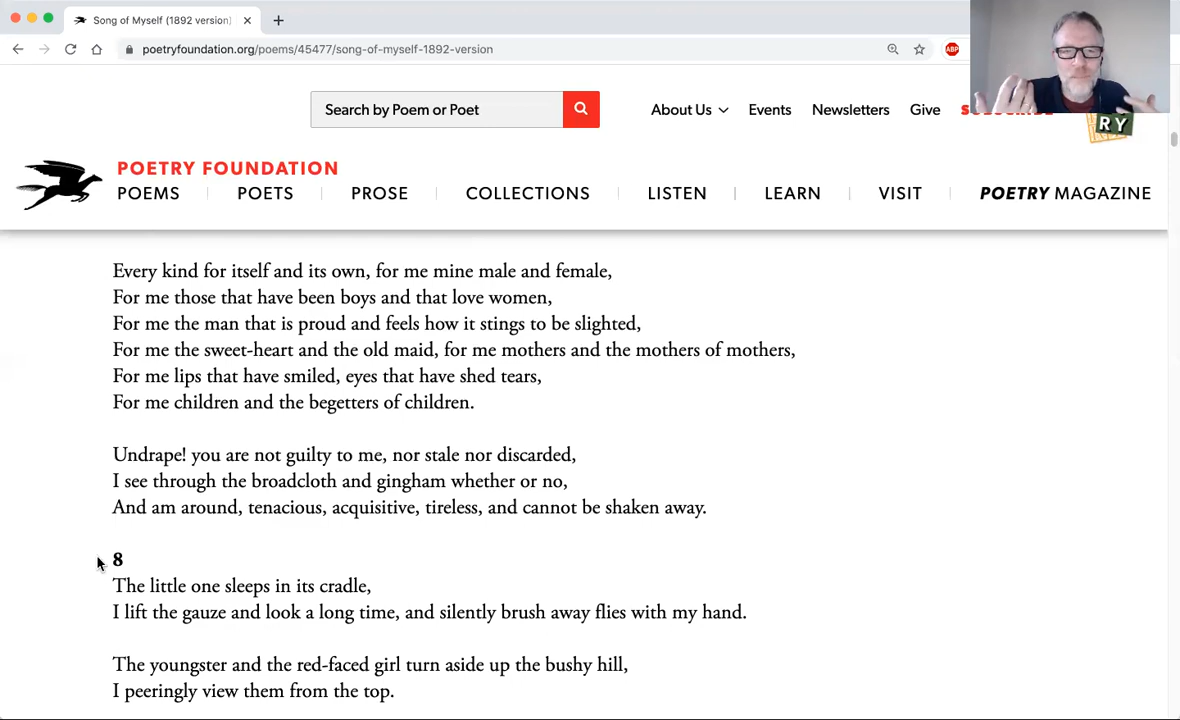 Song of Myself (1892 version)
poetryfoundation.org/poems/45477/song-of-myself-1892-version
ABP
Search by Poem or Poet
About Us
Events
Newsletters
Give
RY
POETRY FOUNDATION
POEMS
POETS
PROSE
COLLECTIONS
LISTEN
LEARN
VISIT
POETRY MAGAZINE
Every kind for itself and its own, for me mine male and female,
For me those that have been boys and that love women,
For me the man that is proud and feels how it stings to be slighted,
For me the sweet-heart and the old maid, for me mothers and the mothers of mothers,
For me lips that have smiled, eyes that have shed tears,
For me children and the begetters of children.
Undrape! you are not guilty to me, nor stale nor discarded,
I see through the broadcloth and gingham whether or no,
And am around, tenacious, acquisitive, tireless, and cannot be shaken away.
8
The little one sleeps in its cradle,
I lift the gauze and look a long time, and silently brush away flies with my hand.
The youngster and the red-faced girl turn aside up the bushy hill,
I peeringly view them from the top.